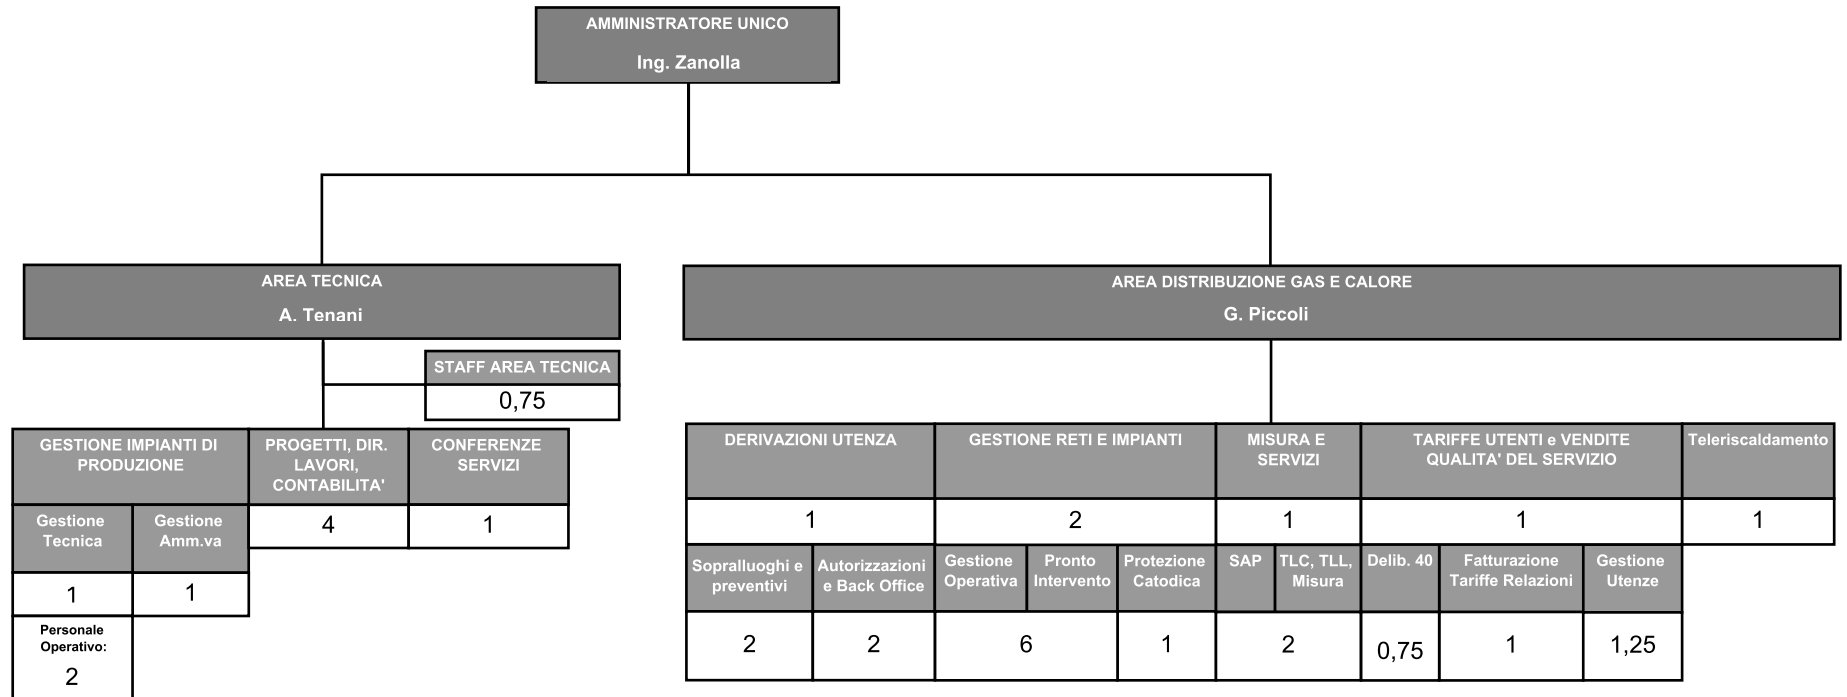 AMMINISTRATORE UNICO
Ing. Zanolla
AREA TECNICA
A. Tenani
STAFF AREA TECNICA
0,75
GESTIONE IMPIANTI DI
PRODUZIONE
PROGETTI, DIR.
LAVORI,
CONTABILITA'
CONFERENZE
SERVIZI
4
1
Gestione
Tecnica
Gestione
Amm.va
1
1
Personale
Operativo:
2
AREA DISTRIBUZIONE GAS E CALORE
G. Piccoli
DERIVAZIONI UTENZA
GESTIONE RETI E IMPIANTI
MISURA E
SERVIZI
TARIFFE UTENTI e VENDITE
QUALITA' DEL SERVIZIO
Teleriscaldamento
1
2
1
1
1
Sopralluoghi e
preventivi
Autorizzazioni
e Back Office
Gestione
Operativa
Pronto
Intervento
Protezione
Catodica
SAP
TLC, TLL,
Misura
Delib. 40
Fatturazione
Tariffe Relazioni
Gestione
Utenze
2
2
6
1
2
0,75
1
1,25